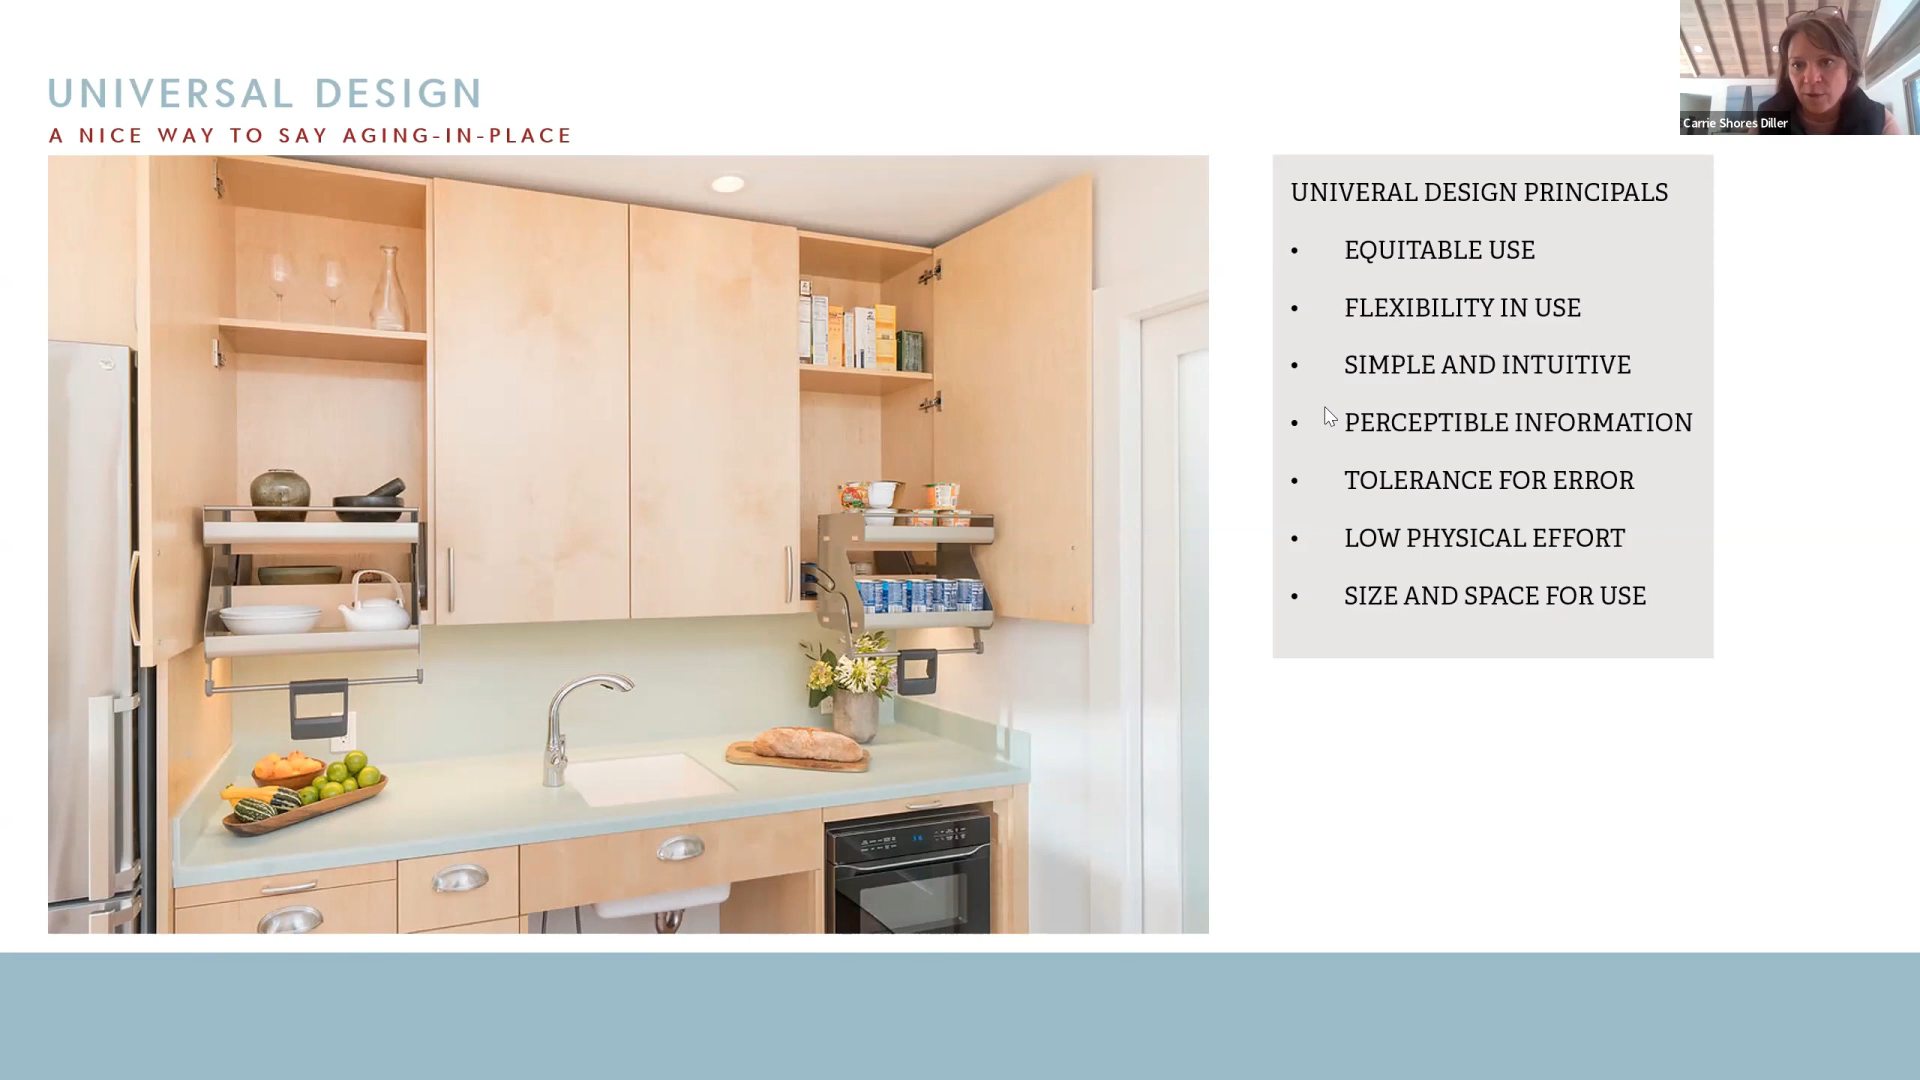 Carrie Shores Diller
UNIVERSAL DESIGN
A NICE WAY TO SAY AGING-IN-PLACE
UNIVERAL DESIGN PRINCIPALS
• EQUITABLE USE
• FLEXIBILITY IN USE
• SIMPLE AND INTUITIVE
• PERCEPTIBLE INFORMATION
• TOLERANCE FOR ERROR
• LOW PHYSICAL EFFORT
• SIZE AND SPACE FOR USE